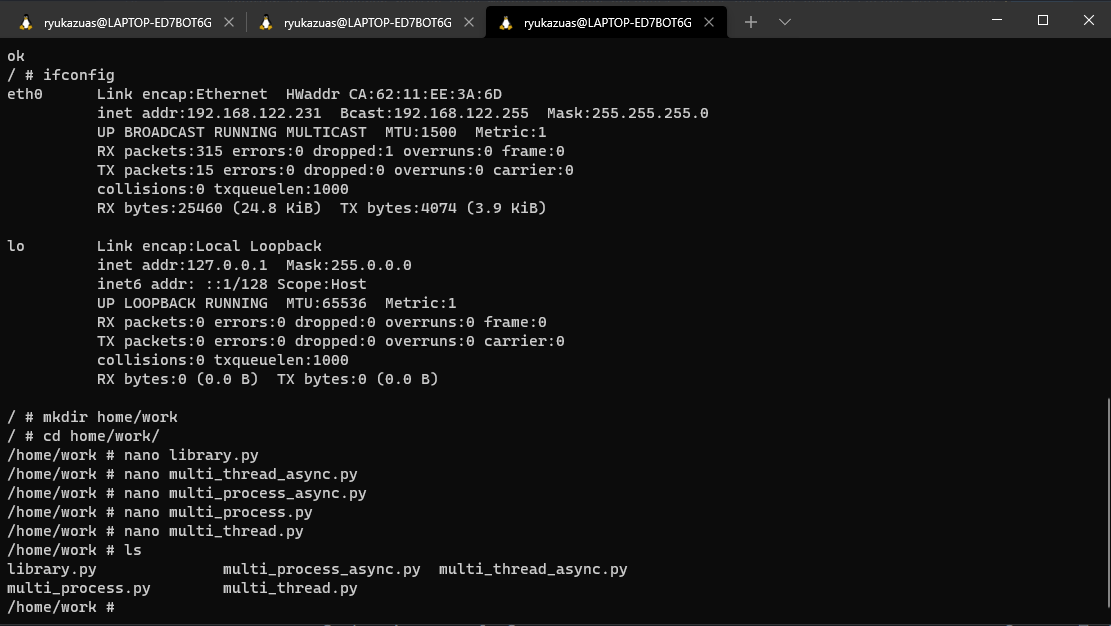 ryukazuas@LAPTOP-ED7BOT6G ryukazuas@LAPTOP-ED7BOT6G ryukazuas@LAPTOP-ED7BOT6G
ok
/ # ifconfig
eth0      Link encap:Ethernet  HWaddr CA:62:11:EE:3A:6D
          inet addr:192.168.122.231  Bcast:192.168.122.255  Mask:255.255.255.0
          UP BROADCAST RUNNING MULTICAST  MTU:1500  Metric:1
          RX packets:315 errors:0 dropped:1 overruns:0 frame:0
          TX packets:15 errors:0 dropped:0 overruns:0 carrier:0
          collisions:0 txqueuelen:1000
          RX bytes:25460 (24.8 KiB)  TX bytes:4074 (3.9 KiB)

lo        Link encap:Local Loopback
          inet addr:127.0.0.1  Mask:255.0.0.0
          inet6 addr: ::1/128 Scope:Host
          UP LOOPBACK RUNNING  MTU:65536  Metric:1
          RX packets:0 errors:0 dropped:0 overruns:0 frame:0
          TX packets:0 errors:0 dropped:0 overruns:0 carrier:0
          collisions:0 txqueuelen:1000
          RX bytes:0 (0.0 B)  TX bytes:0 (0.0 B)

/ # mkdir home/work
/ # cd home/work/
/home/work # nano library.py
/home/work # nano multi_thread_async.py
/home/work # nano multi_process_async.py
/home/work # nano multi_process.py
/home/work # nano multi_thread.py
/home/work # ls
library.py              multi_process_async.py  multi_thread_async.py
multi_process.py        multi_thread.py
/home/work #